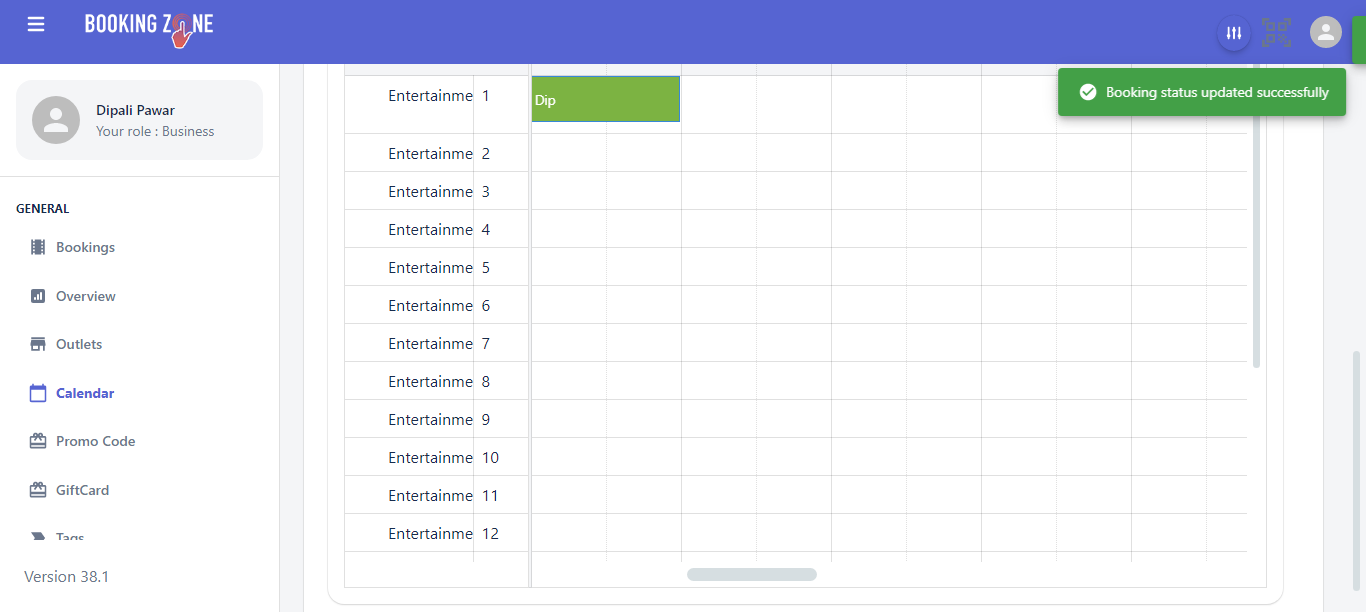 BOOKING ZONE
Booking status updated successfully
Dipali Pawar
Your role : Business
GENERAL
Bookings
Overview
Outlets
Calendar
Promo Code
GiftCard
Tags
Version 38.1
Entertainme 1
Dip
Entertainme 2
Entertainme 3
Entertainme 4
Entertainme 5
Entertainme 6
Entertainme 7
Entertainme 8
Entertainme 9
Entertainme 10
Entertainme 11
Entertainme 12